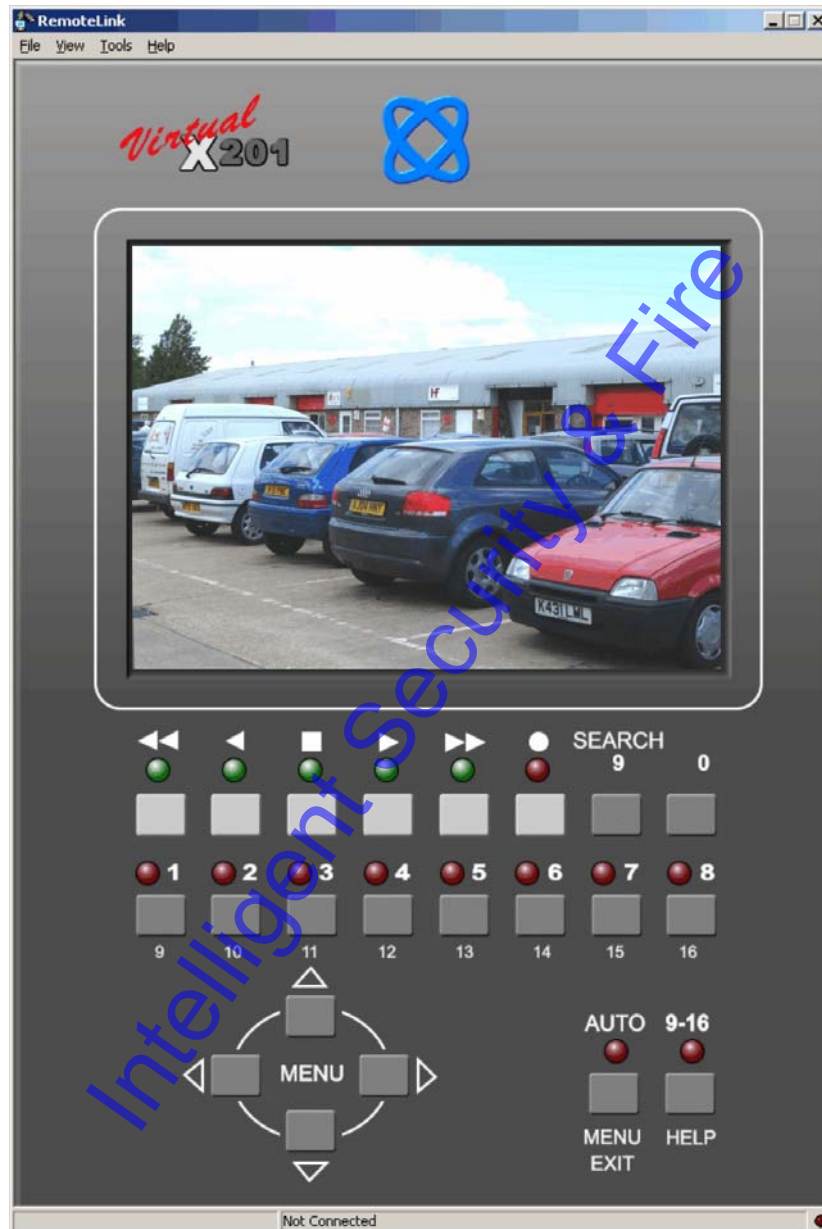 RemoteLink
File View Tools Help
Virtual
X201
HF
K431LWL
SEARCH
9 0
1 2 3 4 5 6 7 8
9 10 11 12 13 14 15 16
MENU
AUTO 9-16
MENU EXIT
HELP
Not Connected
Intelligent Security & Fire